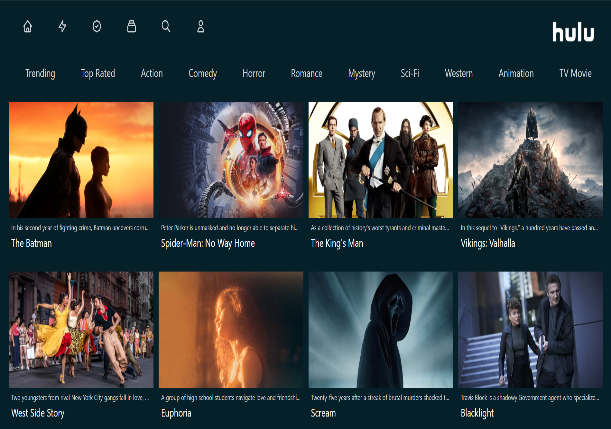 hulu
Trending Top Rated Action Comedy Horror Romance Mystery Sci-Fi Western Animation TV Movie
In his second year of fighting crime, Batman uncovers corru...
The Batman
Peter Parker is unmasked and no longer able to separate hi...
Spider-Man: No Way Home
As a collection of history's worst tyrants and criminal maste...
The King's Man
In this sequel to "Vikings," a hundred years have passed an...
Vikings: Valhalla
Two youngsters from rival New York City gangs fall in love, ...
West Side Story
A group of high school students navigate love and friendshi...
Euphoria
Twenty-five years after a streak of brutal murders shocked t...
Scream
Travis Block is a shadowy Government agent who specialize...
Blacklight